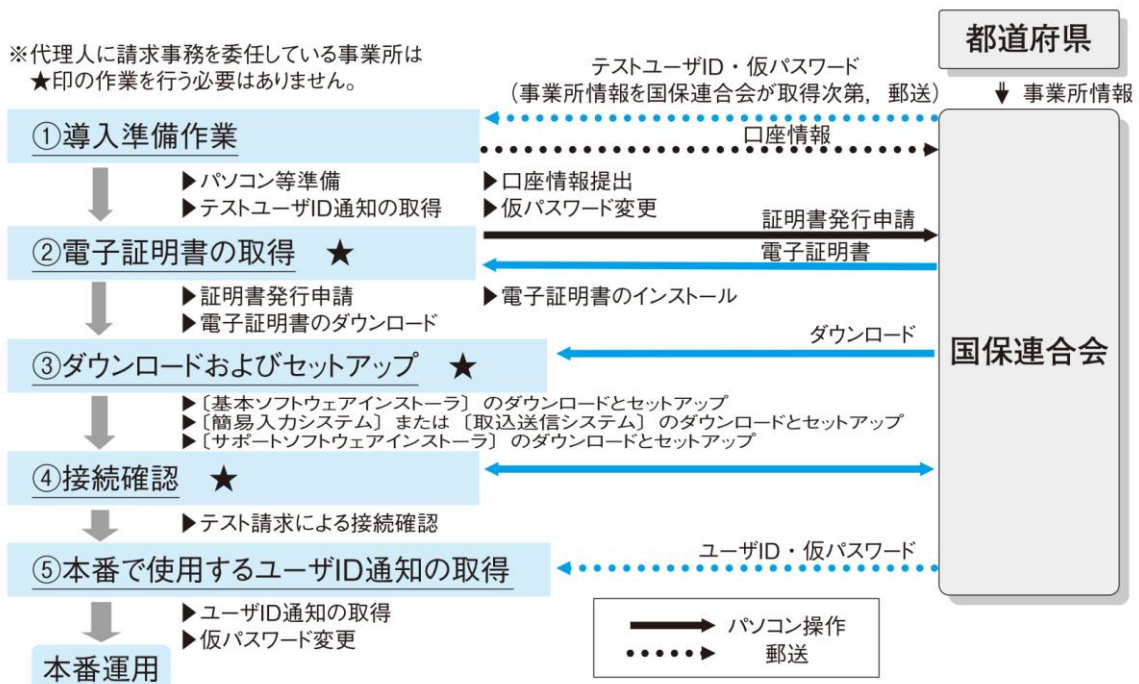 ※代理人に請求事務を委任している事業所は
★印の作業を行う必要はありません。
都道府県
事業所情報
テストユーザID・仮パスワード
(事業所情報を国保連合会が取得次第, 郵送)
①導入準備作業
口座情報
▶パソコン等準備
▶口座情報提出
▶テストユーザID通知の取得
▶仮パスワード変更
証明書発行申請
②電子証明書の取得 ★
電子証明書
▶証明書発行申請
▶電子証明書のインストール
▶電子証明書のダウンロード
ダウンロード
国保連合会
③ダウンロードおよびセットアップ ★
▶〔基本ソフトウェアインストーラ〕のダウンロードとセットアップ
▶〔簡易入力システム〕または〔取込送信システム〕のダウンロードとセットアップ
▶〔サポートソフトウェアインストーラ〕のダウンロードとセットアップ
④接続確認 ★
▶テスト請求による接続確認
ユーザID・仮パスワード
⑤本番で使用するユーザID通知の取得
▶ユーザID通知の取得
▶仮パスワード変更
パソコン操作
郵送
本番運用